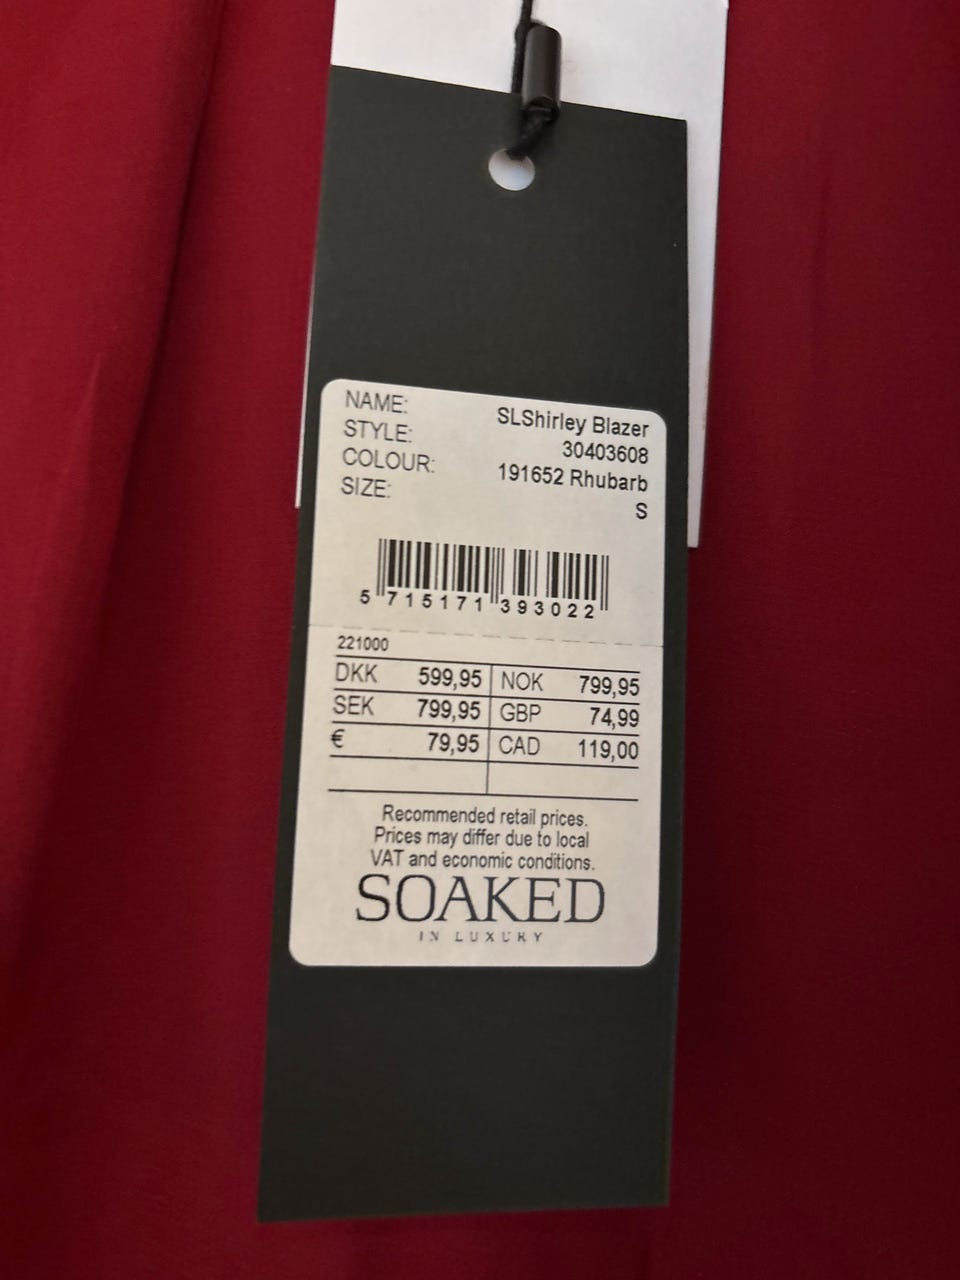 NAME: SLShirley Blazer
STYLE: 30403608
COLOUR: 191652 Rhubarb
SIZE: S
5 715171 393022
221000
DKK 599,95 NOK 799,95
SEK 799,95 GBP 74,99
€ 79,95 CAD 119,00
Recommended retail prices.
Prices may differ due to local
VAT and economic conditions.
SOAKED
IN LUXURY